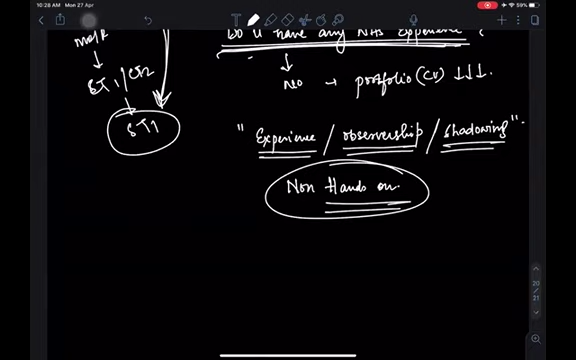 10:28 AM Mon 27 Apr
59%
Do u have any NHS Experience ?
↓
↓
NO → portfolio (CV) ↓↓↓.
ST1/CT2
ST1
" Experience / observership / shadowing ".
Non Hands on.
20
21